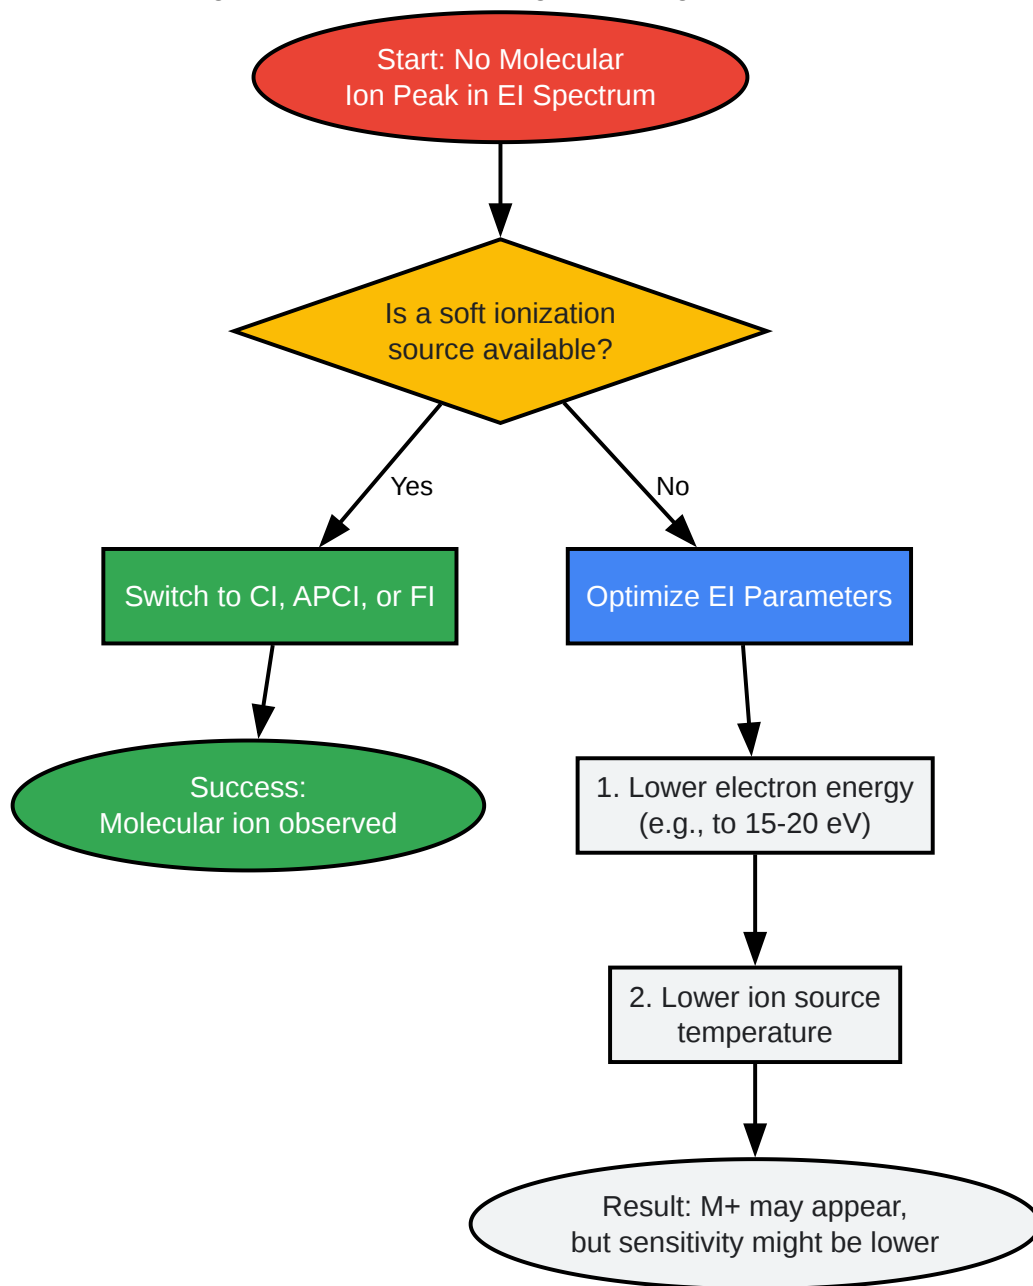 Start: No Molecular
Ion Peak in EI Spectrum
Is a soft ionization
source available?
Yes
No
Switch to CI, APCI, or FI
Optimize EI Parameters
Success:
Molecular ion observed
1. Lower electron energy
(e.g., to 15-20 eV)
2. Lower ion source
temperature
Result: M+ may appear,
but sensitivity might be lower